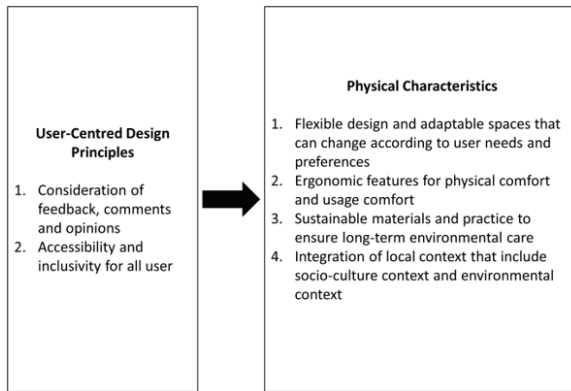 User-Centred Design
Principles
1. Consideration of
feedback, comments
and opinions
2. Accessibility and
inclusivity for all user
Physical Characteristics
1. Flexible design and adaptable spaces that
can change according to user needs and
preferences
2. Ergonomic features for physical comfort
and usage comfort
3. Sustainable materials and practice to
ensure long-term environmental care
4. Integration of local context that include
socio-culture context and environmental
context